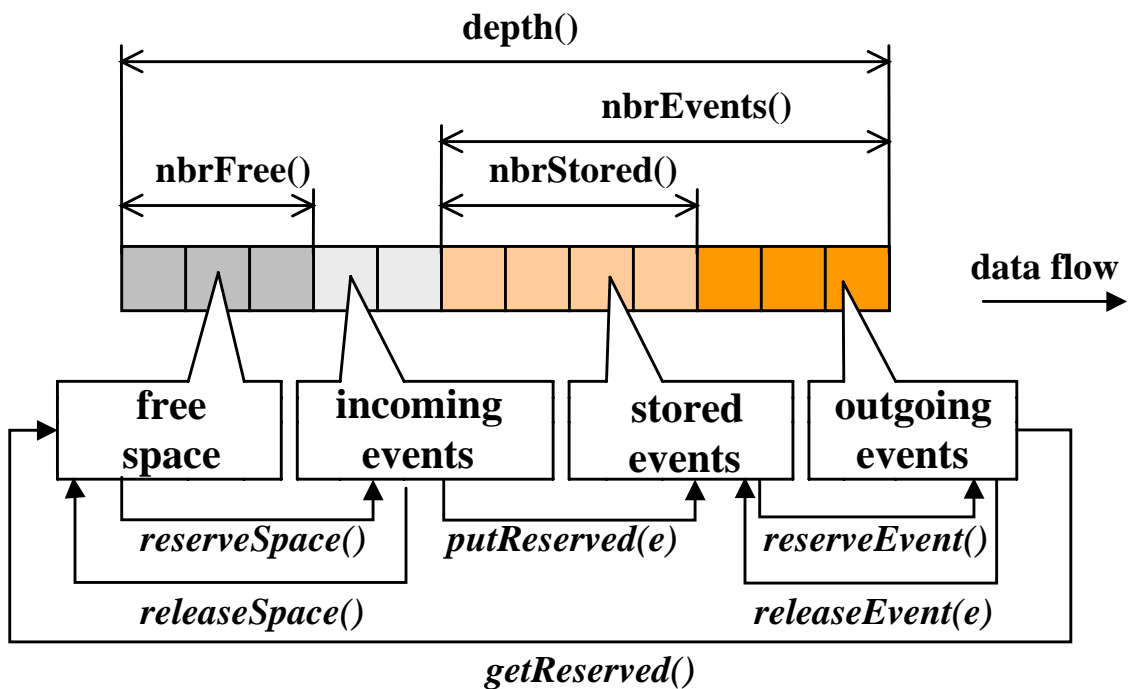 depth()
nbrEvents()
nbrFree()
nbrStored()
data flow
free
space
incoming
events
stored
events
outgoing
events
reserveSpace()
putReserved(e)
reserveEvent()
releaseSpace()
releaseEvent(e)
getReserved()